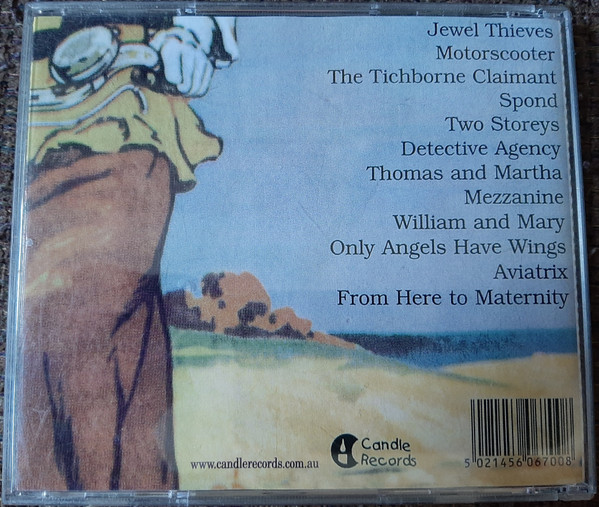 Jewel Thieves
Motorscooter
The Tichborne Claimant
Spond
Two Storeys
Detective Agency
Thomas and Martha
Mezzanine
William and Mary
Only Angels Have Wings
Aviatrix
From Here to Maternity
Candle
Records
www.candlerecords.com.au
5 021456 067008